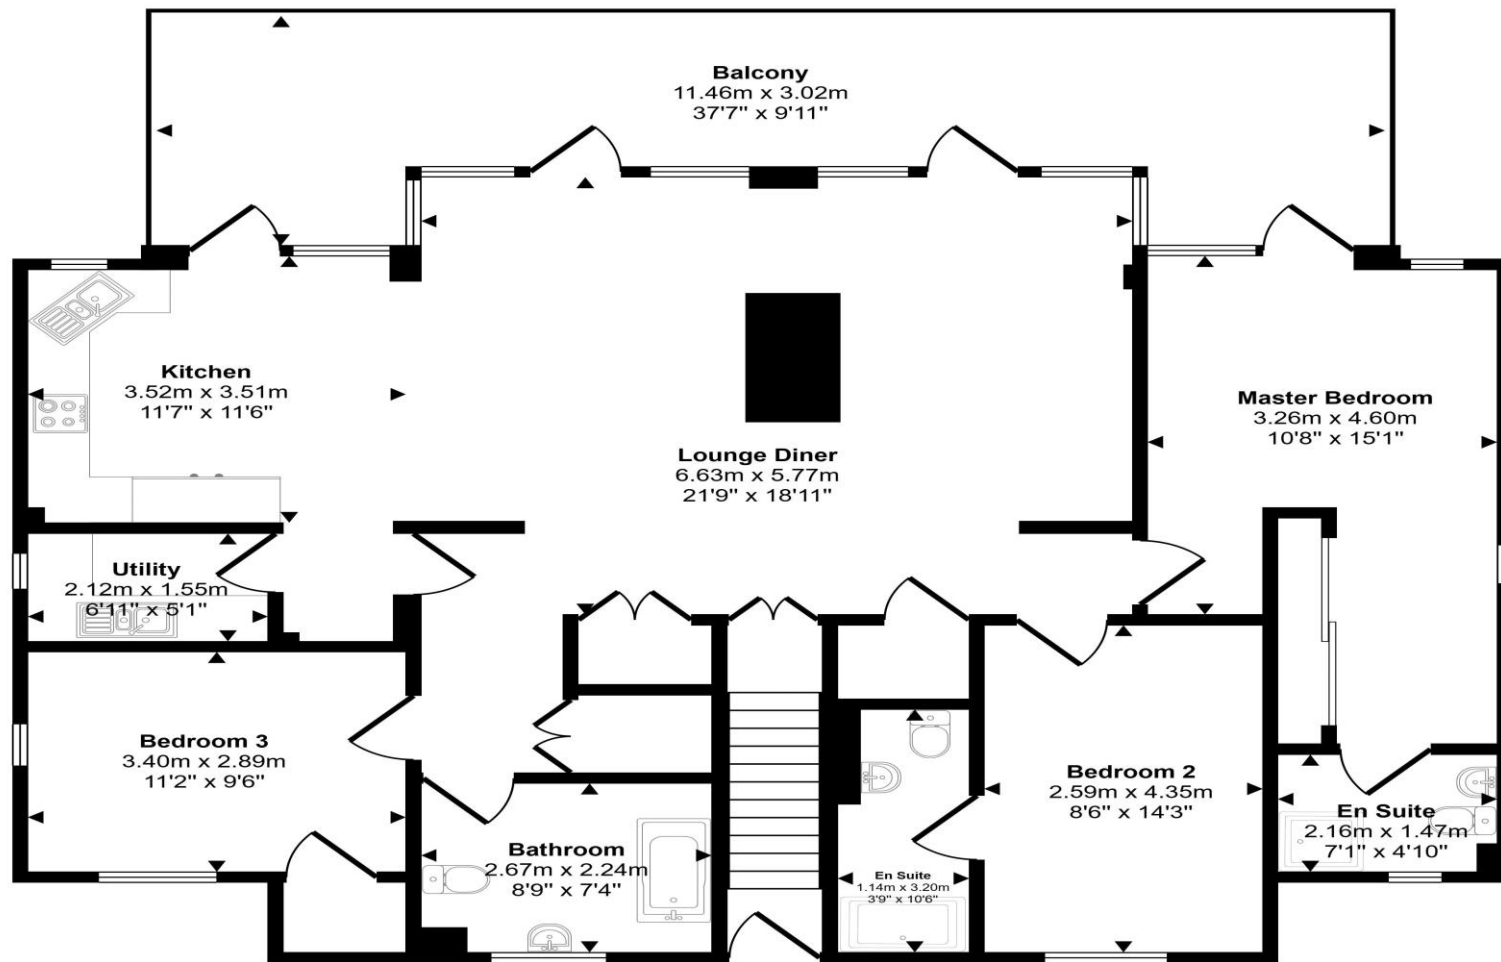 Balcony
11.46m x 3.02m
37'7" x 9'11"
Kitchen
3.52m x 3.51m
11'7" x 11'6"
Master Bedroom
3.26m x 4.60m
10'8" x 15'1"
Lounge Diner
6.63m x 5.77m
21'9" x 18'11"
Utility
2.12m x 1.55m
6'11" x 5'1"
Bedroom 3
3.40m x 2.89m
11'2" x 9'6"
Bedroom 2
2.59m x 4.35m
8'6" x 14'3"
En Suite
2.16m x 1.47m
7'1" x 4'10"
Bathroom
2.67m x 2.24m
8'9" x 7'4"
En Suite
1.14m x 3.20m
3'9" x 10'6"